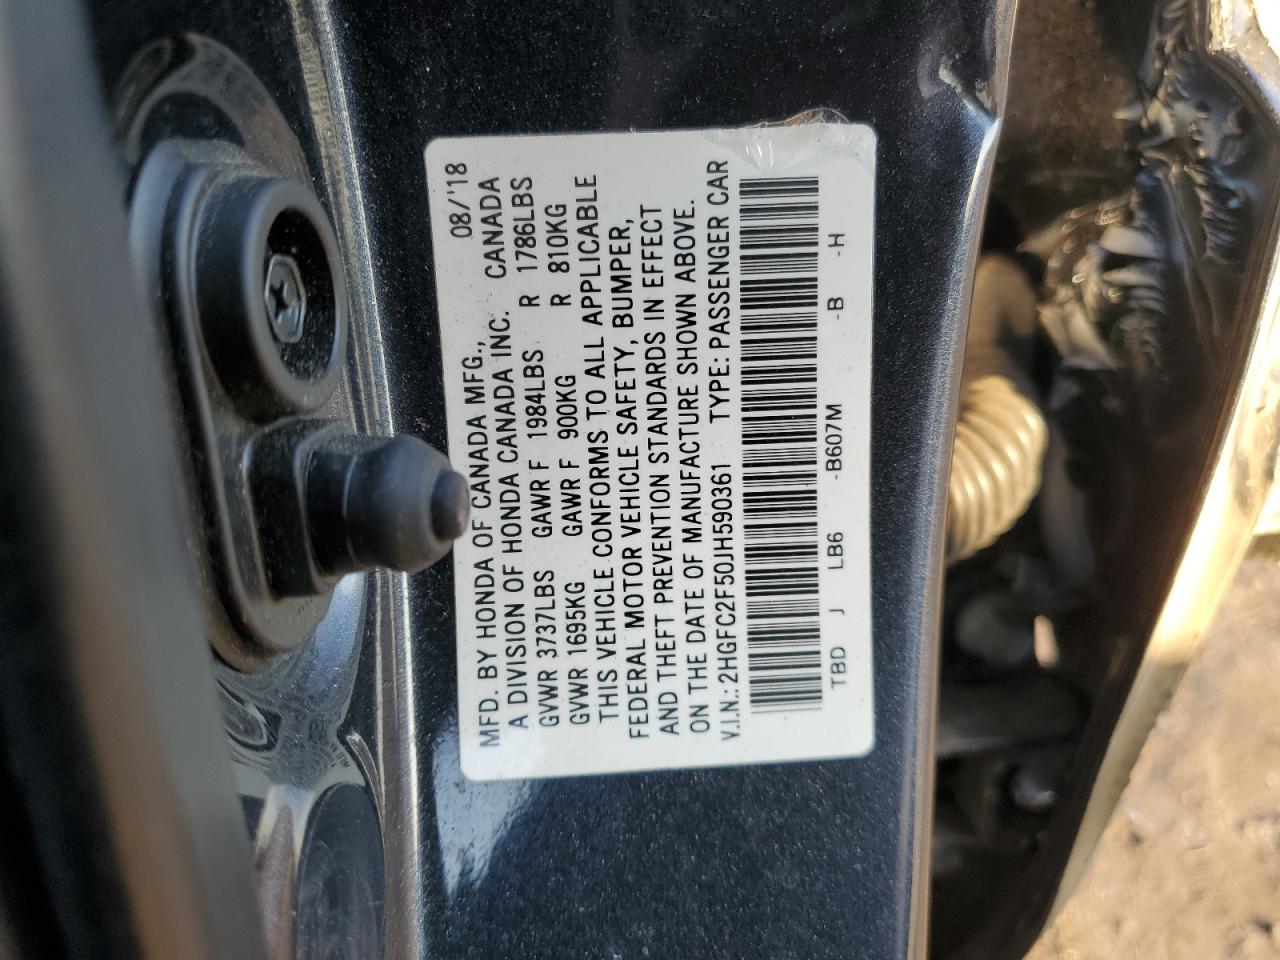 MFD. BY HONDA OF CANADA MFG., 08/'18
A DIVISION OF HONDA CANADA INC. CANADA
GVWR 3737LBS GAWR F 1984LBS R 1786LBS
GVWR 1695KG GAWR F 900KG R 810KG
THIS VEHICLE CONFORMS TO ALL APPLICABLE
FEDERAL MOTOR VEHICLE SAFETY, BUMPER,
AND THEFT PREVENTION STANDARDS IN EFFECT
ON THE DATE OF MANUFACTURE SHOWN ABOVE.
V.I.N.: 2HGFC2F50JH590361 TYPE: PASSENGER CAR
TBD J LB6 -B607M -B -H